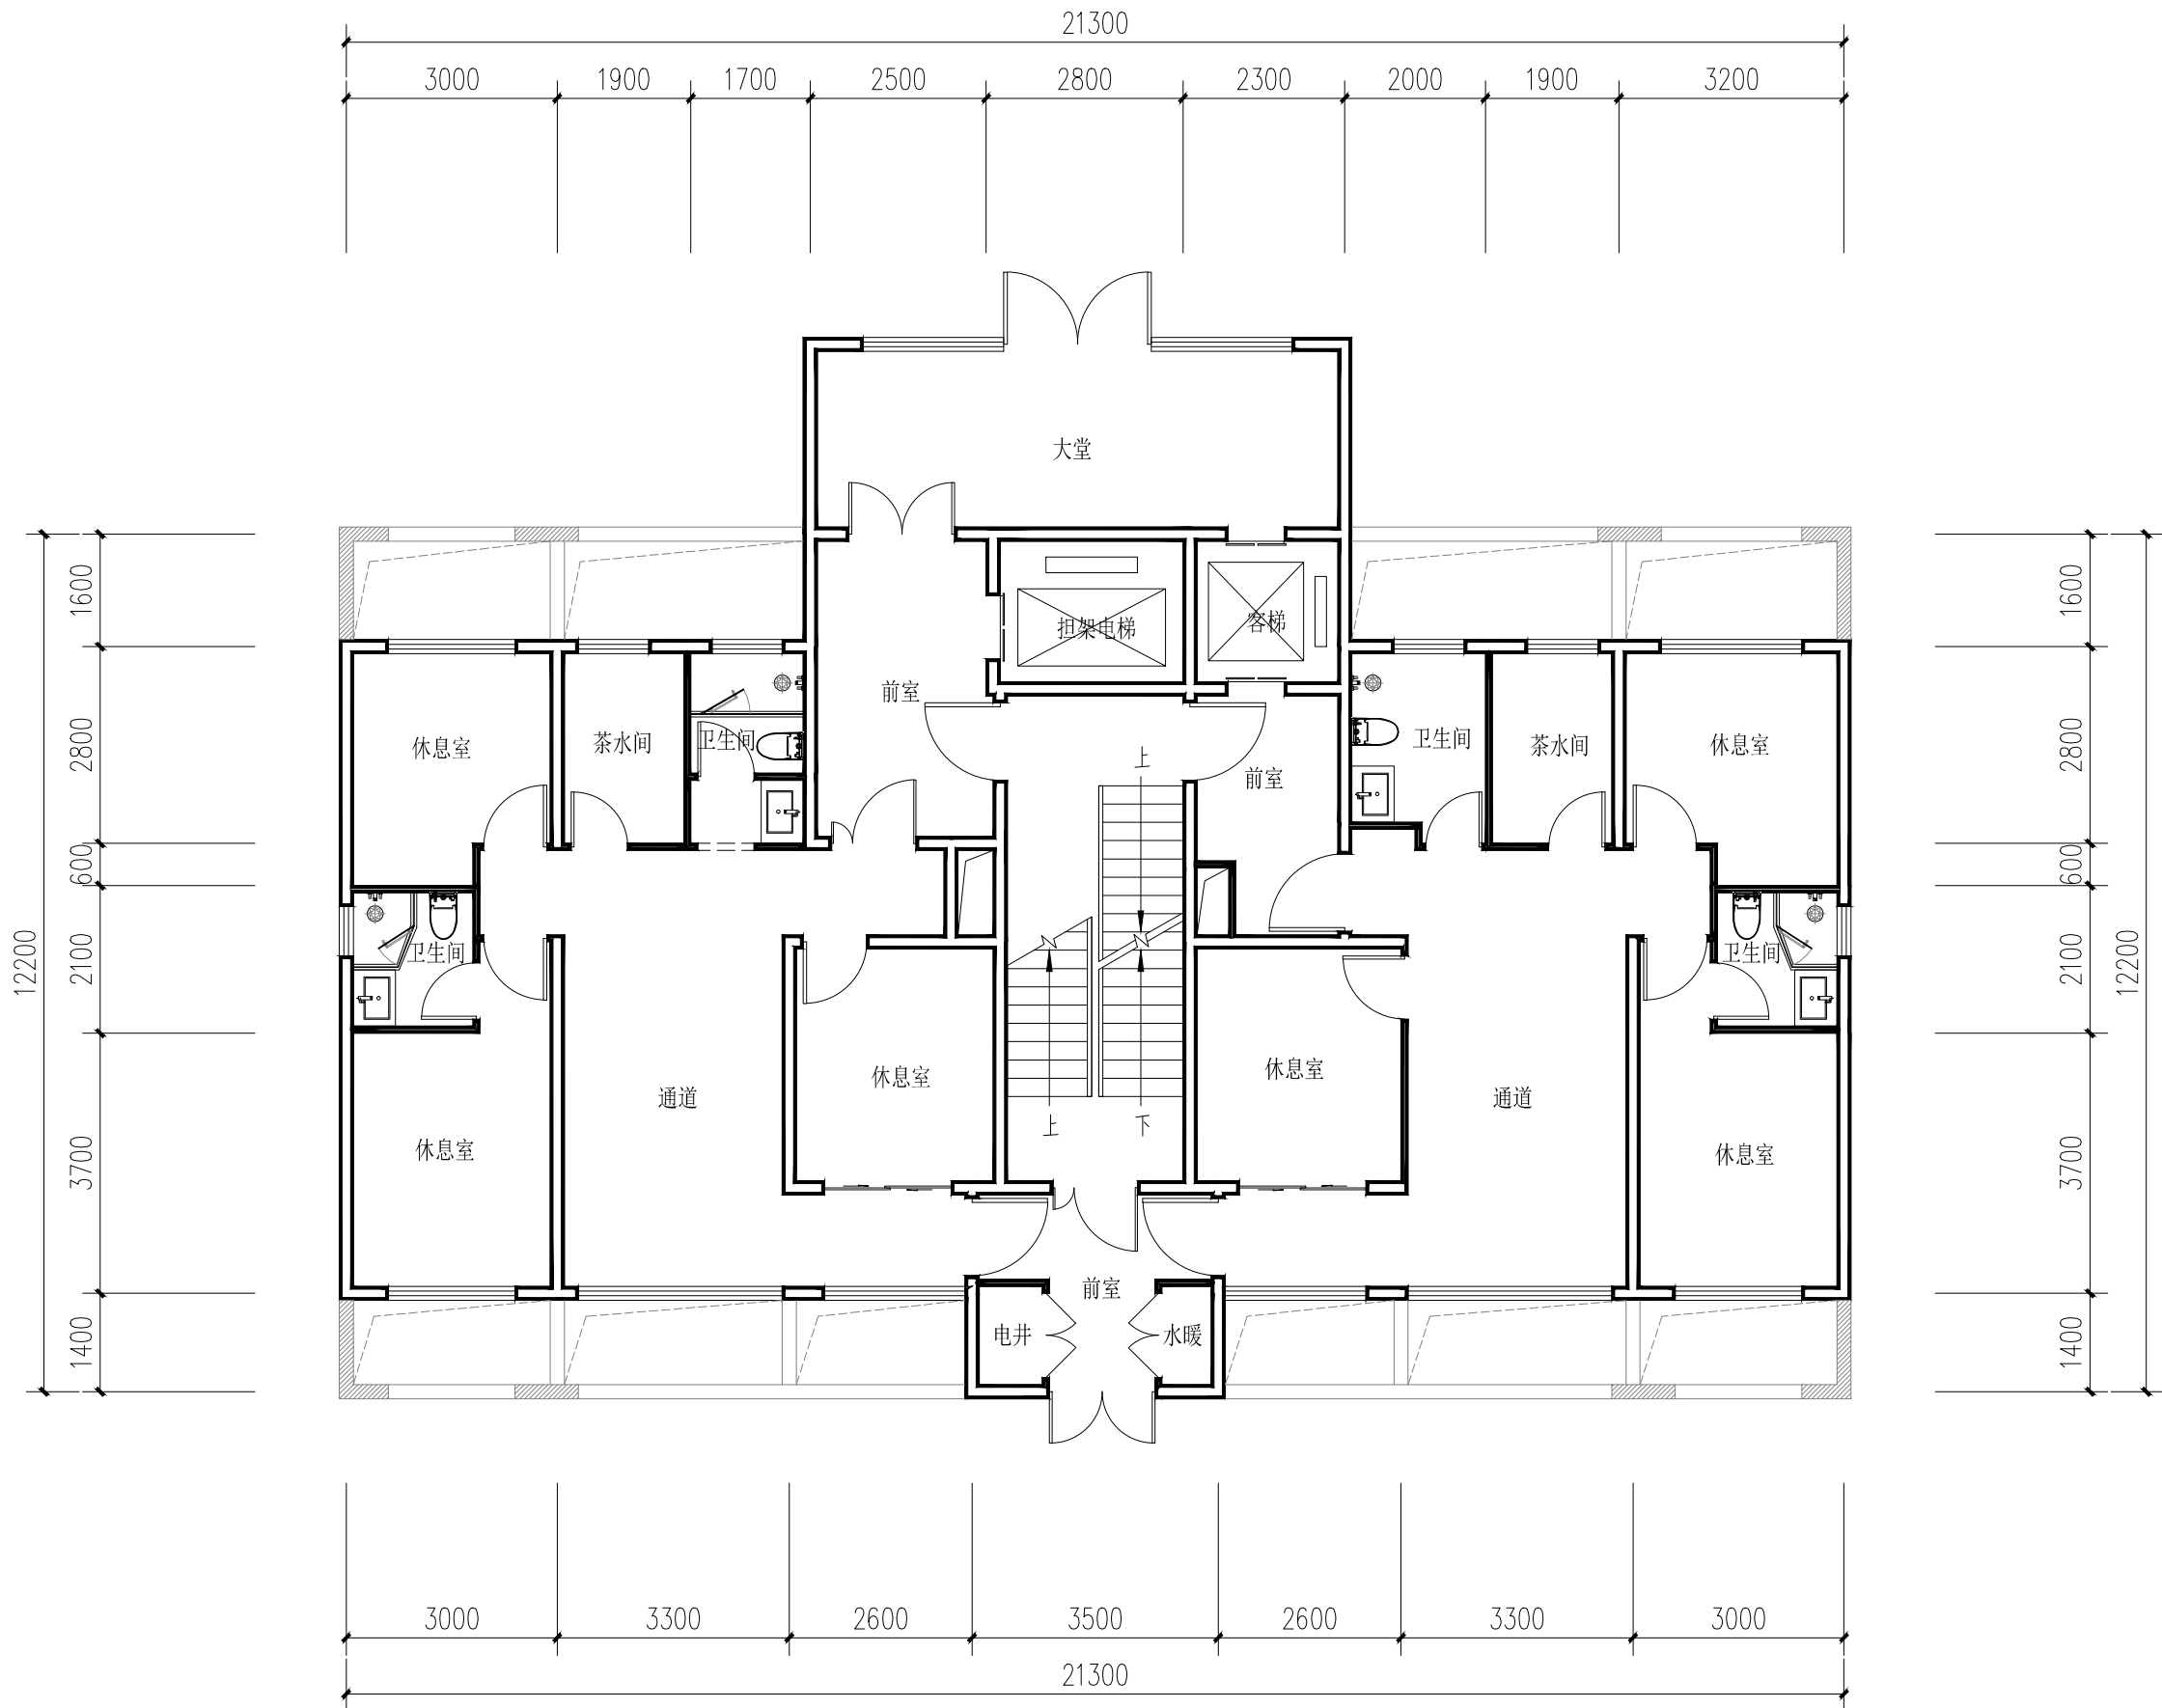 21300
3000 1900 1700 2500 2800 2300 2000 1900 3200
大堂
1600
1600
担架电梯
客梯
前室
休息室
茶水间
卫生间
2800
上
前室
卫生间
茶水间
休息室
2800
600
600
12200
2100
卫生间
卫生间
2100
12200
休息室
休息室
通道
通道
上
下
3700
休息室
休息室
3700
前室
1400
电井
水暖
1400
3000 3300 2600 3500 2600 3300 3000
21300